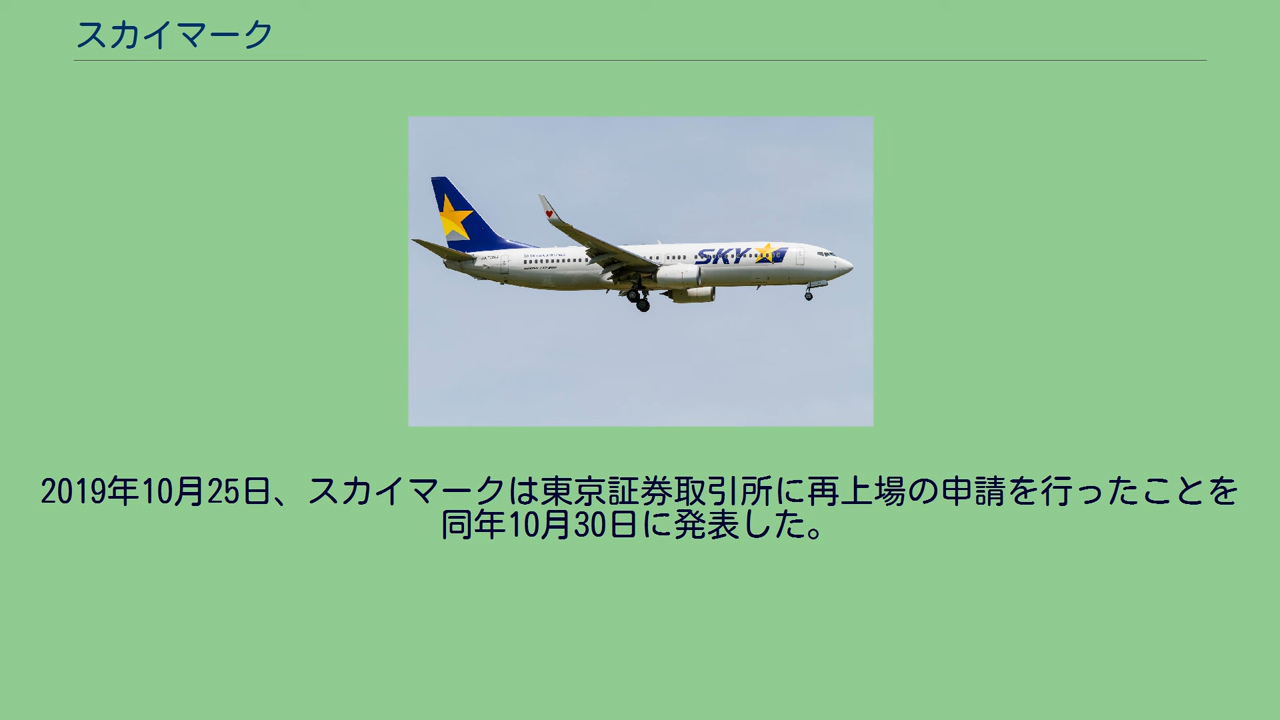 スカイマーク
SKY
2019年10月25日、スカイマークは東京証券取引所に再上場の申請を行ったことを
同年10月30日に発表した。